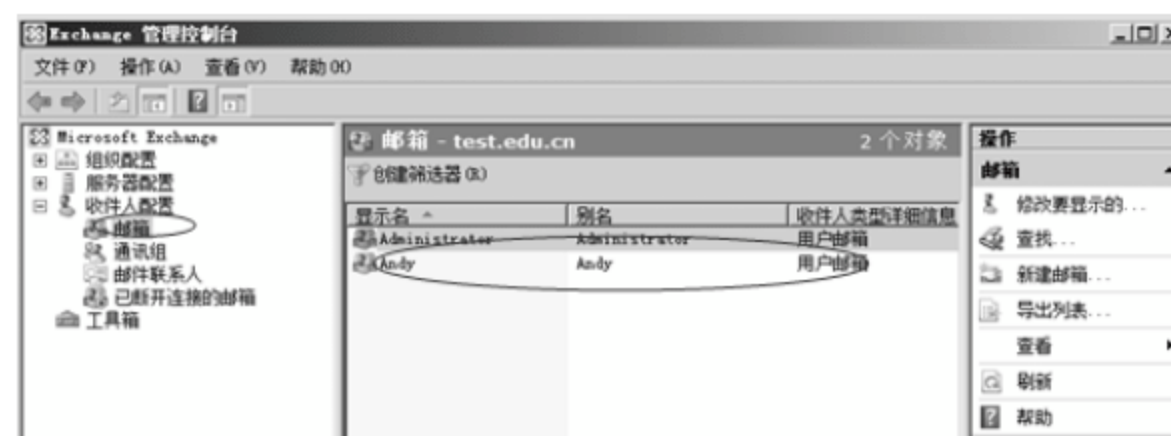 Exchange 管理控制台
文件(F) 操作(A) 查看(V) 帮助(H)
Microsoft Exchange
组织配置
服务器配置
收件人配置
邮箱
通讯组
邮件联系人
已断开连接的邮箱
工具箱
邮箱 - test.edu.cn 2 个对象
创建筛选器(R)
显示名 别名 收件人类型详细信息
Administrator Administrator 用户邮箱
Andy Andy 用户邮箱
操作
邮箱
修改要显示的...
查找...
新建邮箱...
导出列表...
查看
刷新
帮助